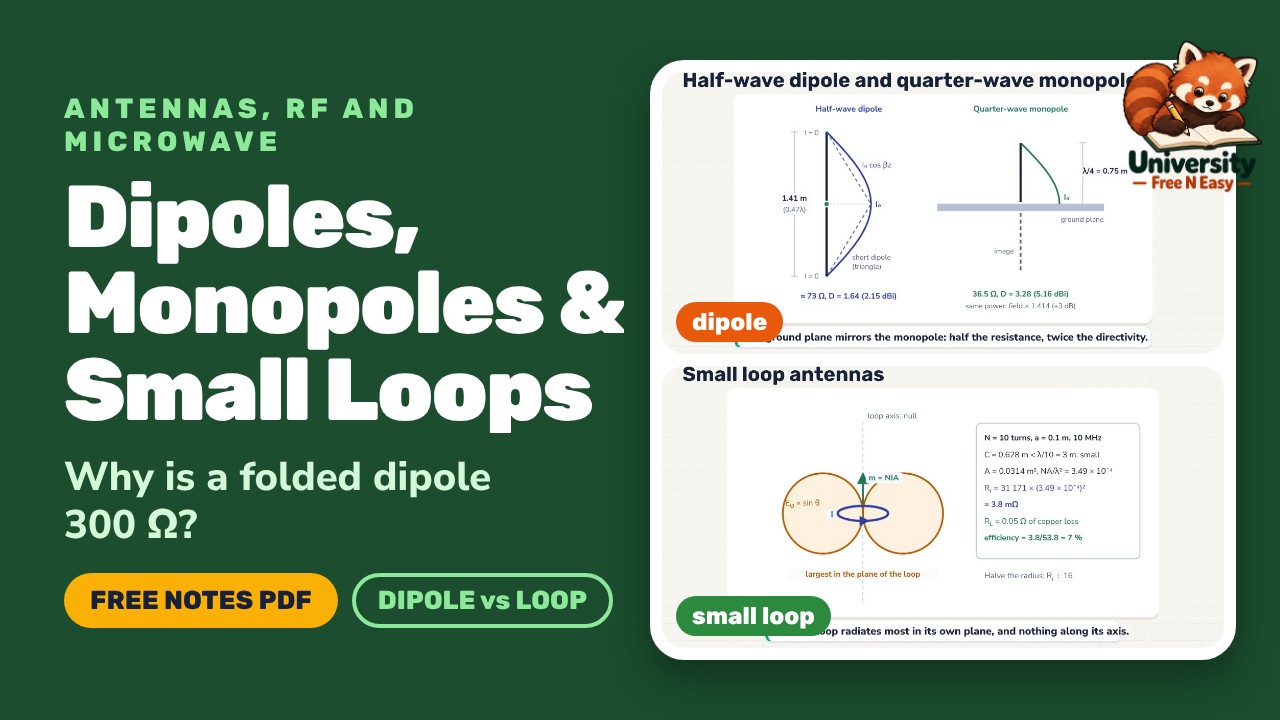 ANTENNAS, RF AND
MICROWAVE
Dipoles,
Monopoles &
Small Loops
Why is a folded dipole
300 Ω?
FREE NOTES PDF
DIPOLE vs LOOP
Half-wave dipole and quarter-wave monopole
Half-wave dipole
Quarter-wave monopole
I = 0
I₀ cos βz
1.41 m
(0.47λ)
I₀
short dipole
(triangle)
I = 0
≈ 73 Ω, D = 1.64 (2.15 dBi)
λ/4 = 0.75 m
I₀
ground plane
image
36.5 Ω, D = 3.28 (5.16 dBi)
same power: field × 1.414 (+3 dB)
dipole
ground plane mirrors the monopole: half the resistance, twice the directivity.
University
Free N Easy
Small loop antennas
loop axis: null
m = NIA
E_φ ∝ sin θ
I
largest in the plane of the loop
N = 10 turns, a = 0.1 m, 10 MHz
C = 0.628 m < λ/10 = 3 m: small
A = 0.0314 m², NA/λ² = 3.49 × 10⁻⁴
Rᵣ = 31 171 × (3.49 × 10⁻⁴)²
= 3.8 mΩ
R_L = 0.05 Ω of copper loss
efficiency = 3.8/53.8 = 7 %
Halve the radius: Rᵣ ÷ 16
small loop
loop radiates most in its own plane, and nothing along its axis.